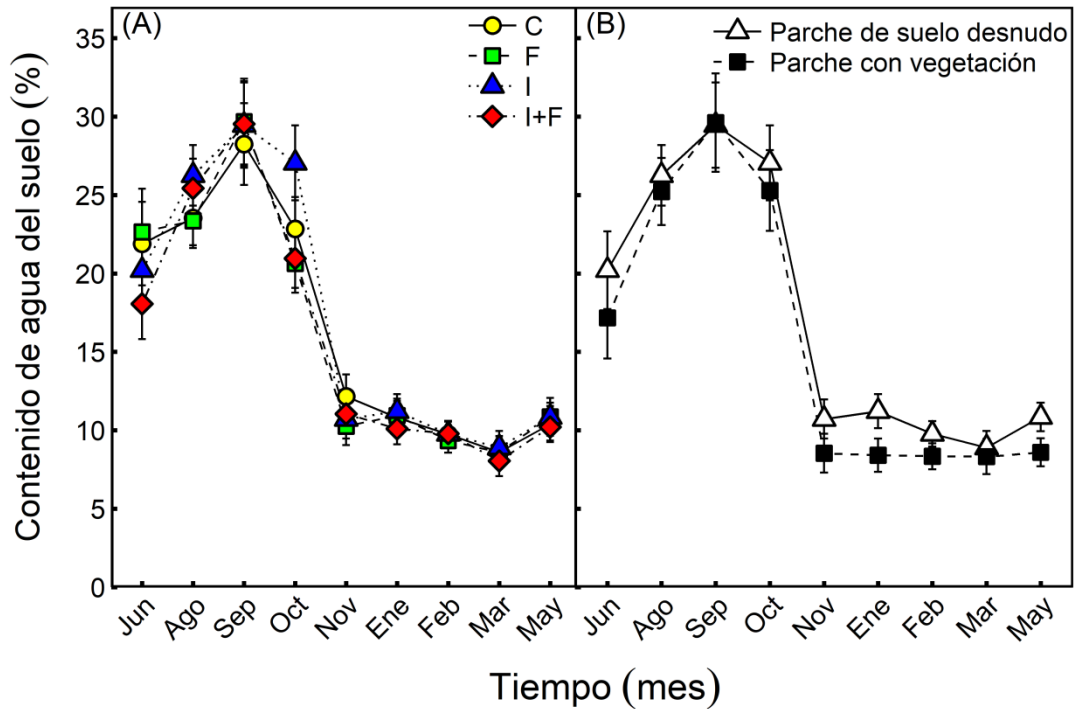 (A)
C
F
I
I+F
(B)
Parche de suelo desnudo
Parche con vegetación
Contenido de agua del suelo (%)
35
30
25
20
15
10
5
0
Jun Ago Sep Oct Nov Ene Feb Mar May
Jun Ago Sep Oct Nov Ene Feb Mar May
Tiempo (mes)